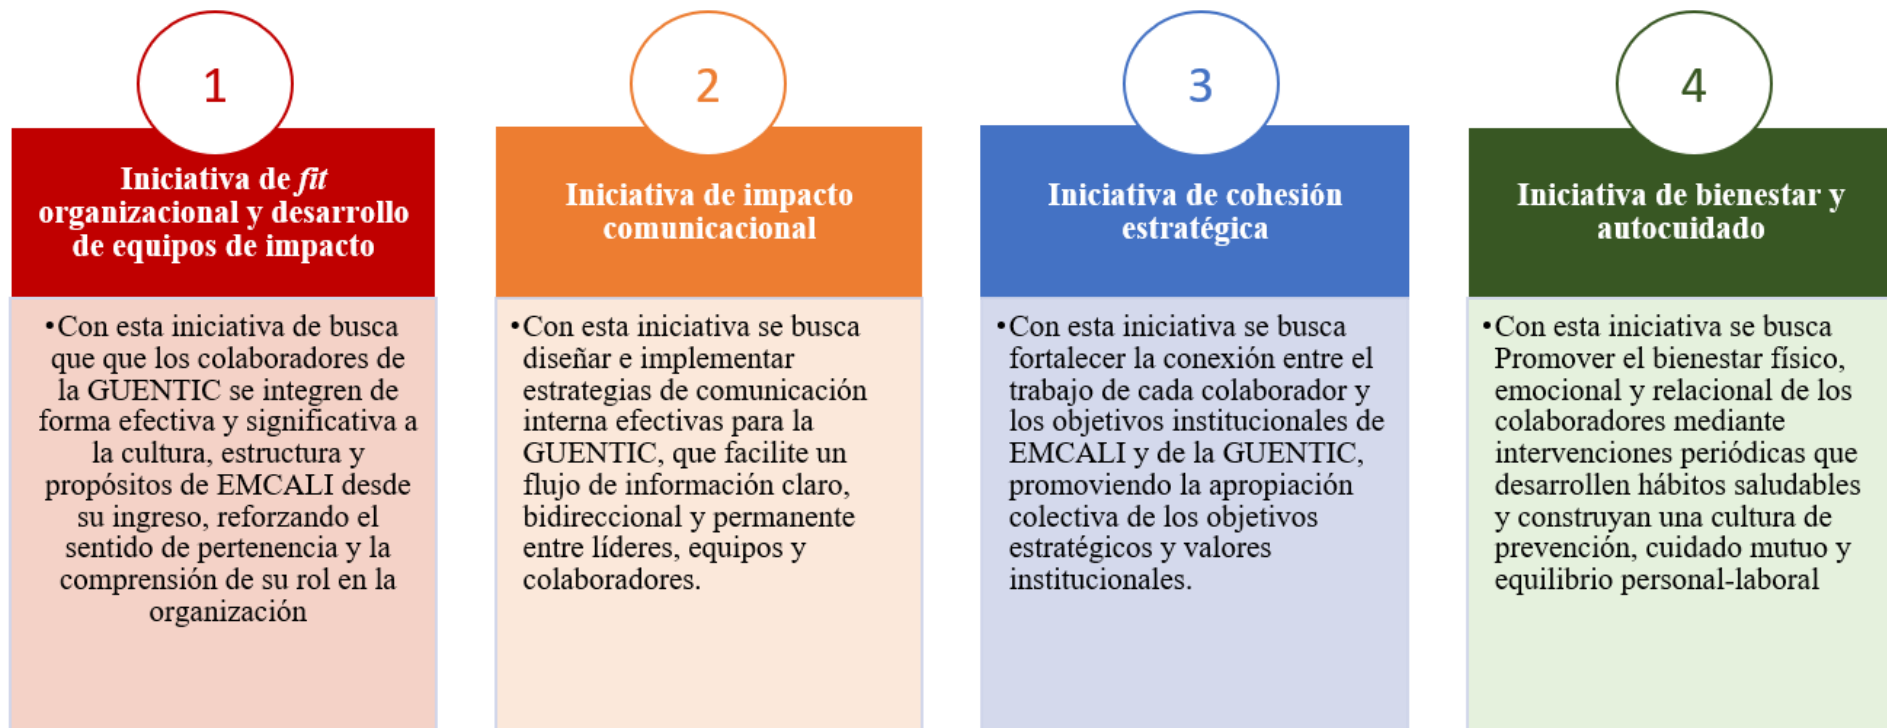 1
Iniciativa de fit
organizacional y desarrollo
de equipos de impacto
•Con esta iniciativa de busca
que que los colaboradores de
la GUENTIC se integren de
forma efectiva y significativa a
la cultura, estructura y
propósitos de EMCALI desde
su ingreso, reforzando el
sentido de pertenencia y la
comprensión de su rol en la
organización
2
Iniciativa de impacto
comunicacional
•Con esta iniciativa se busca
diseñar e implementar
estrategias de comunicación
interna efectivas para la
GUENTIC, que facilite un
flujo de información claro,
bidireccional y permanente
entre líderes, equipos y
colaboradores.
3
Iniciativa de cohesión
estratégica
•Con esta iniciativa se busca
fortalecer la conexión entre el
trabajo de cada colaborador y
los objetivos institucionales de
EMCALI y de la GUENTIC,
promoviendo la apropiación
colectiva de los objetivos
estratégicos y valores
institucionales.
4
Iniciativa de bienestar y
autocuidado
•Con esta iniciativa se busca
Promover el bienestar físico,
emocional y relacional de los
colaboradores mediante
intervenciones periódicas que
desarrollen hábitos saludables
y construyan una cultura de
prevención, cuidado mutuo y
equilibrio personal-laboral